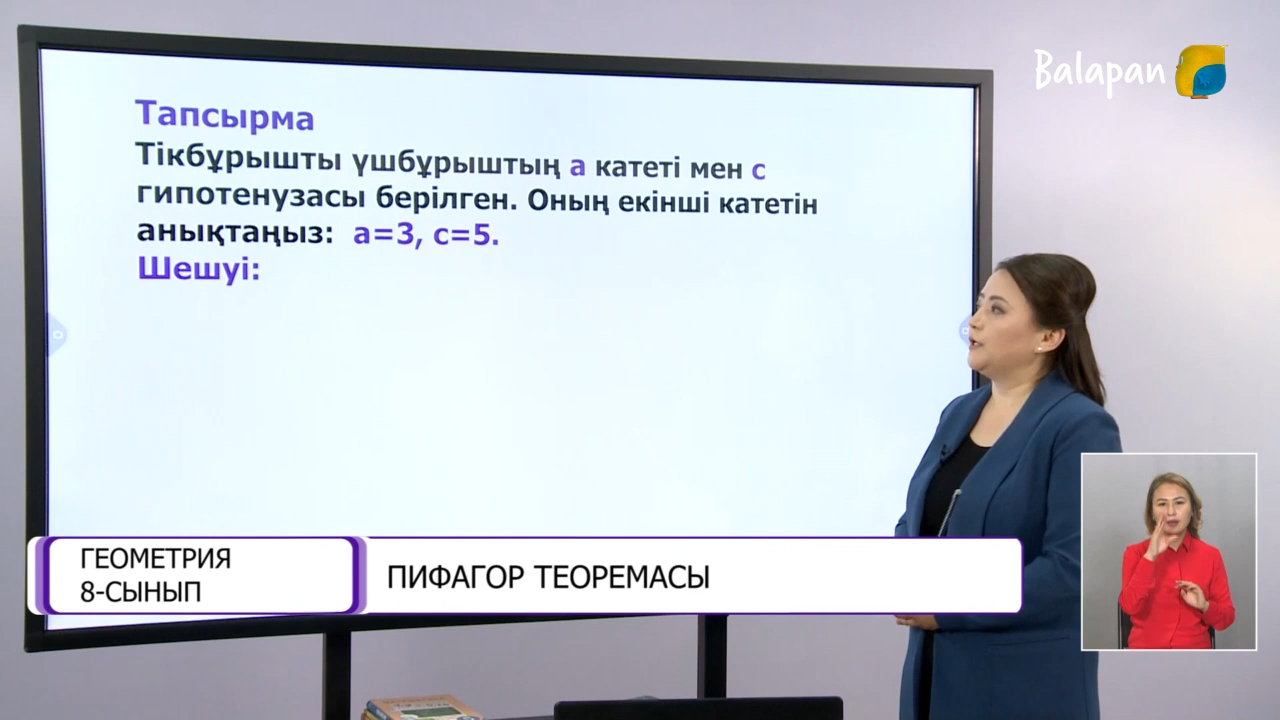 Balapan
Тапсырма
Тікбұрышты үшбұрыштың а катеті мен с
гипотенузасы берілген. Оның екінші катетін
анықтаңыз: а=3, с=5.
Шешуі:
ГЕОМЕТРИЯ
8-СЫНЫП
ПИФАГОР ТЕОРЕМАСЫ